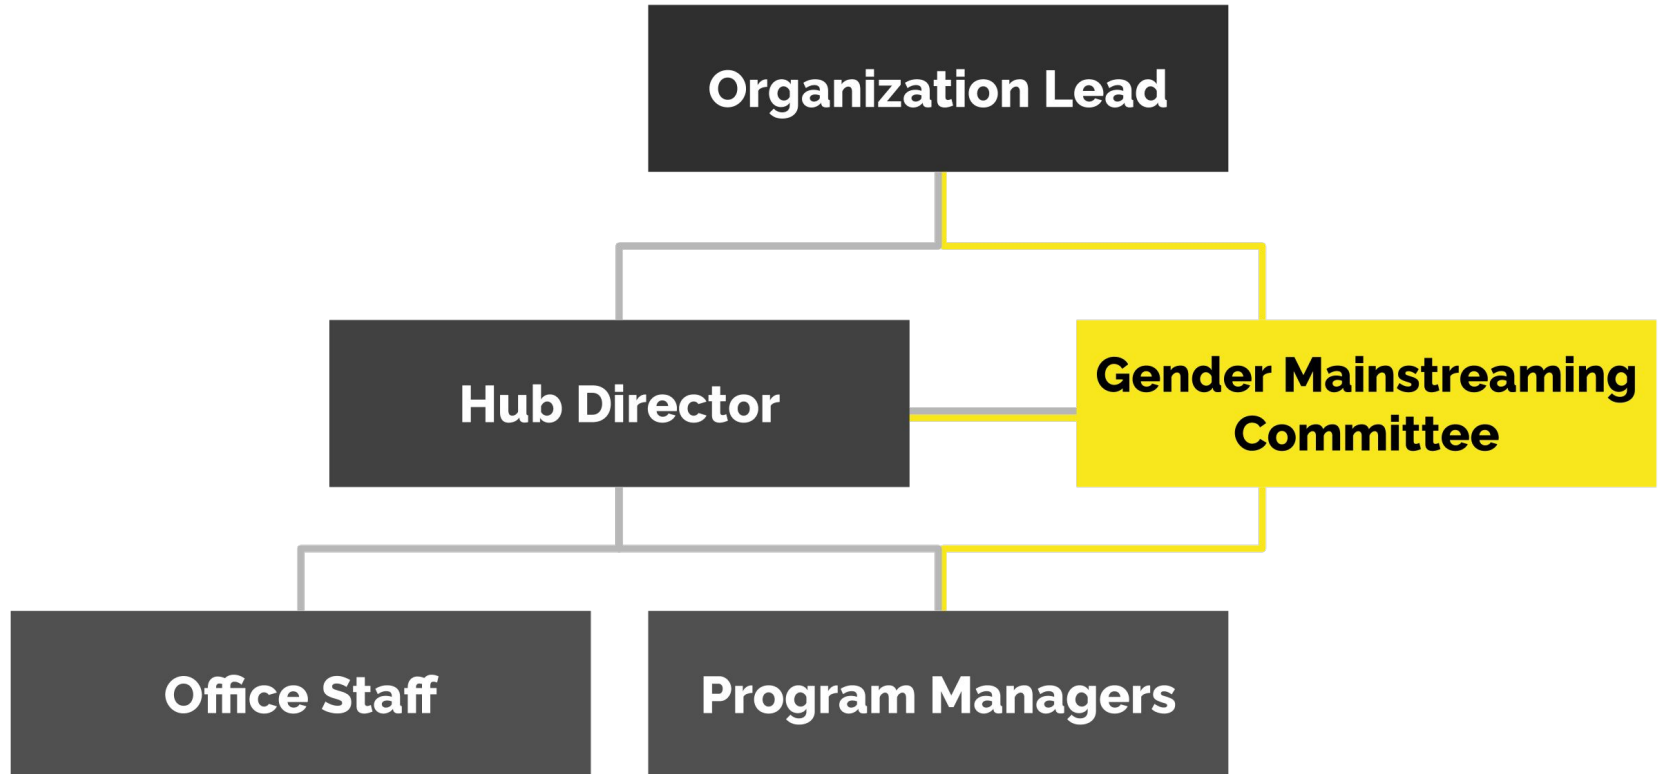 Organization Lead
Hub Director
Gender Mainstreaming
Committee
Office Staff
Program Managers